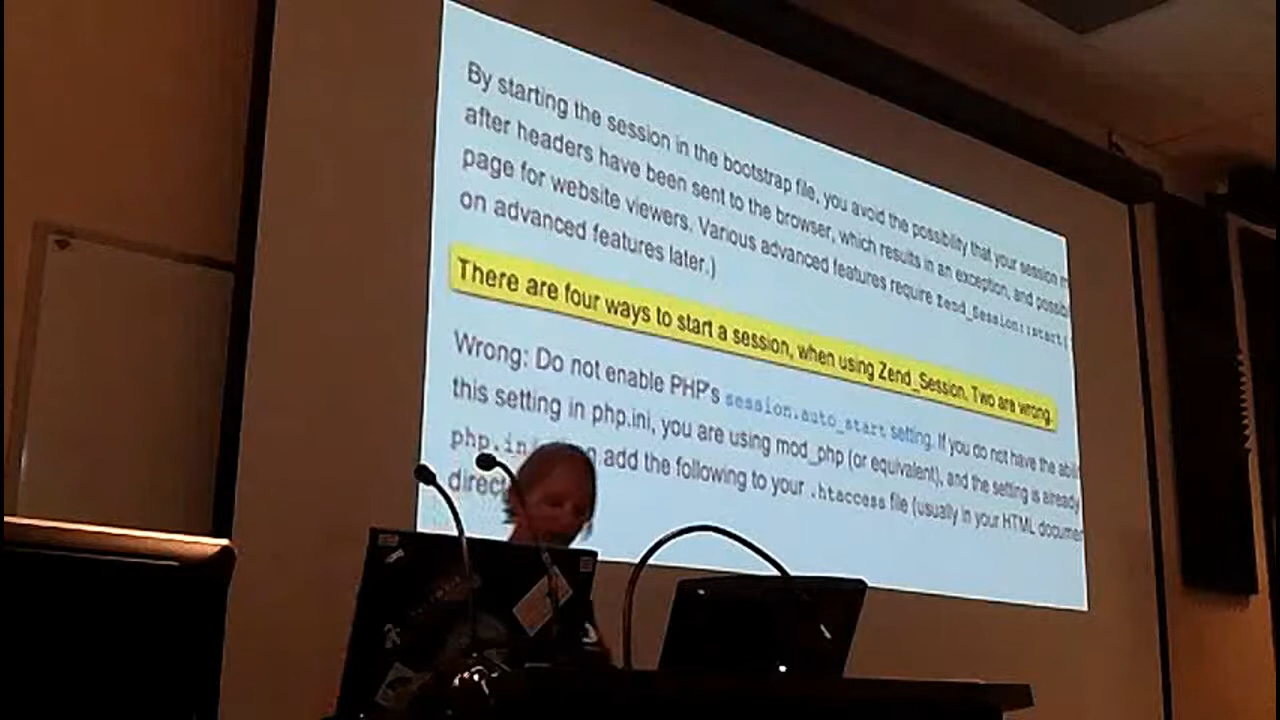 By starting the session in the bootstrap file, you avoid the possibility that your session
after headers have been sent to the browser, which results in an exception, and possib
page for website viewers. Various advanced features require Zend_Session::start(
on advanced features later.)
There are four ways to start a session, when using Zend_Session. Two are wrong.
Wrong: Do not enable PHP's session.auto_start setting. If you do not have the abil
this setting in php.ini, you are using mod_php (or equivalent), and the setting is already
php.in add the following to your .htaccess file (usually in your HTML documen
direc